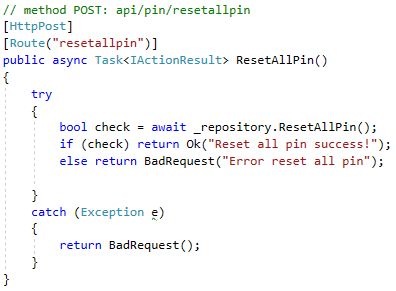 // method POST: api/pin/resetallpin
[HttpPost]
[Route("resetallpin")]
public async Task<IActionResult> ResetAllPin()
{
    try
    {
        bool check = await _repository.ResetAllPin();
        if (check) return Ok("Reset all pin success!");
        else return BadRequest("Error reset all pin");
    }
    catch (Exception e)
    {
        return BadRequest();
    }
}